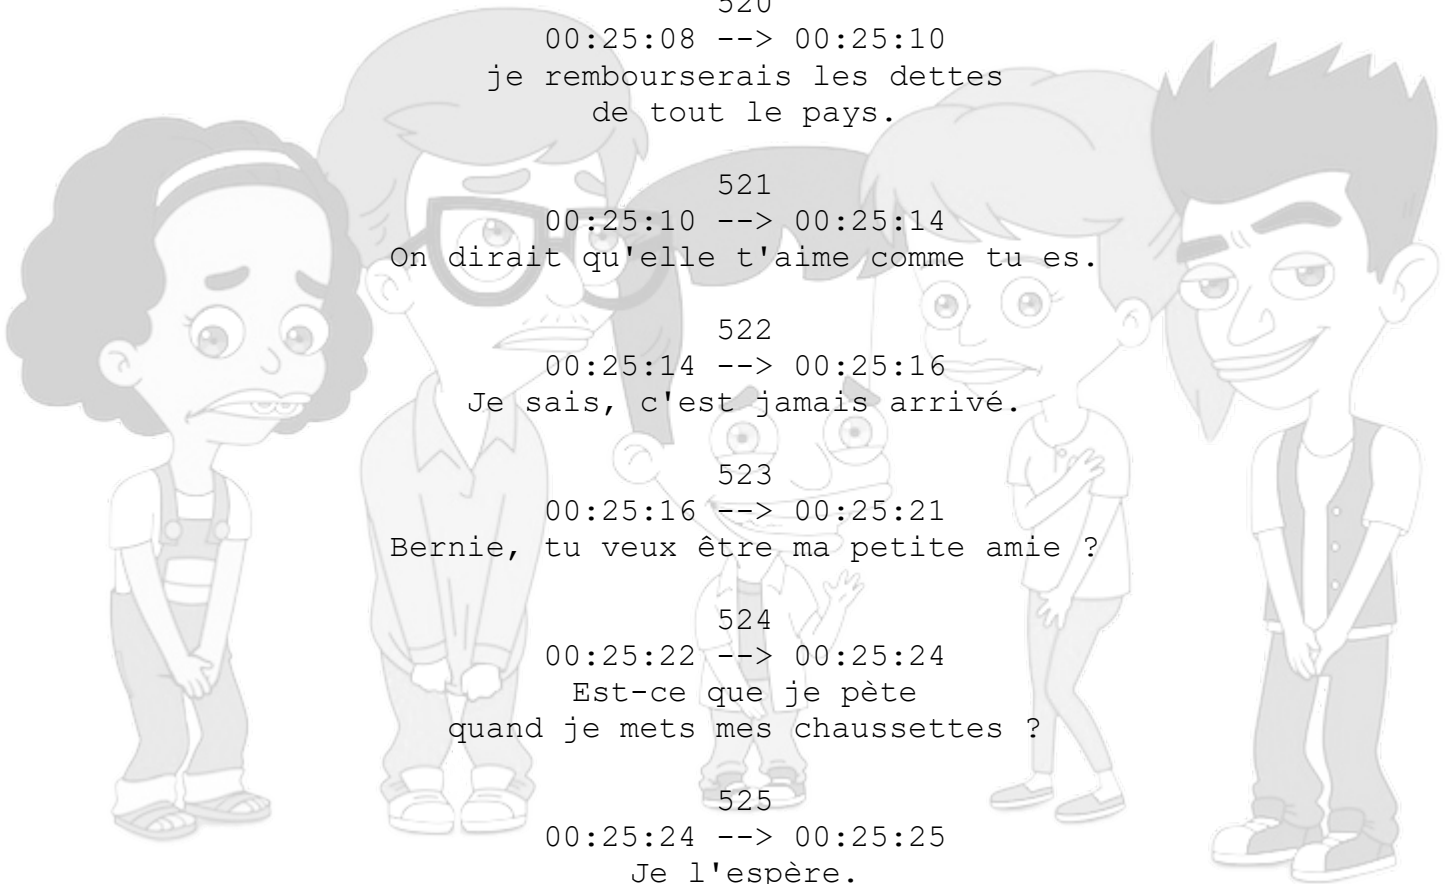 520
00:25:08 --> 00:25:10
je rembourserais les dettes
de tout le pays.
521
00:25:10 --> 00:25:14
On dirait qu'elle t'aime comme tu es.
522
00:25:14 --> 00:25:16
Je sais, c'est jamais arrivé.
523
00:25:16 --> 00:25:21
Bernie, tu veux être ma petite amie ?
524
00:25:22 --> 00:25:24
Est-ce que je pète
quand je mets mes chaussettes ?
525
00:25:24 --> 00:25:25
Je l'espère.